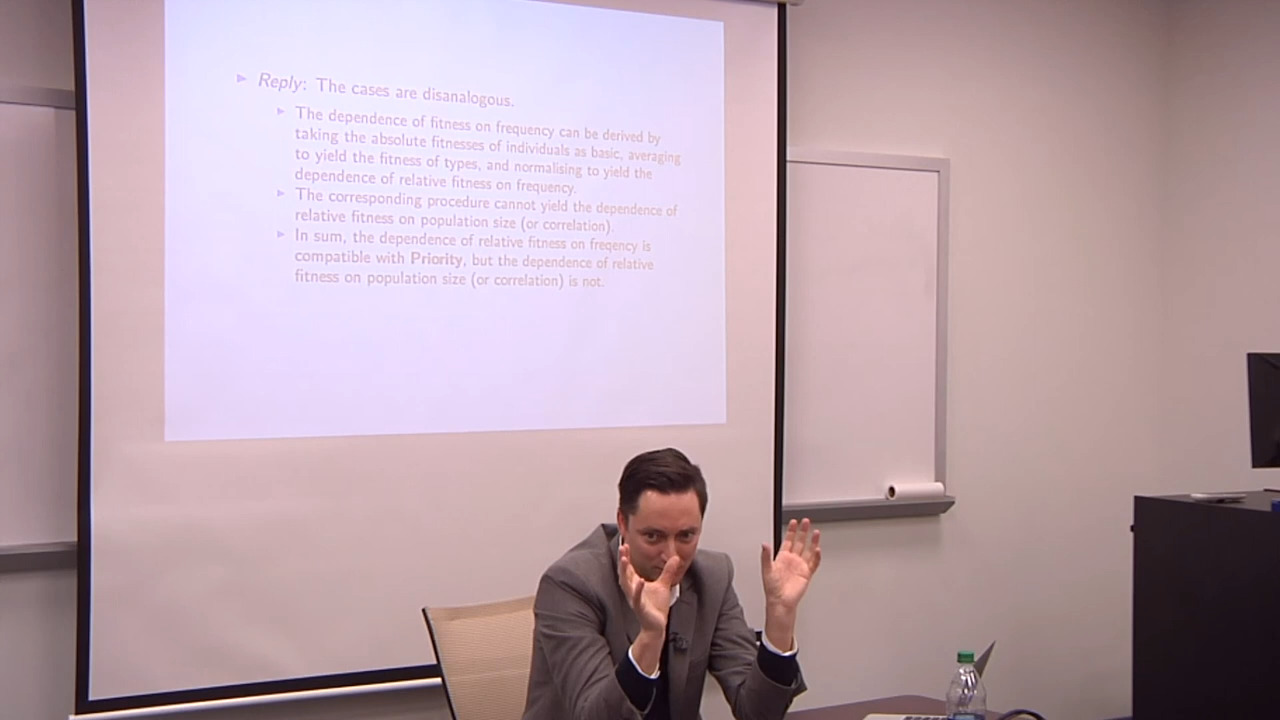 Reply: The cases are disanalogous.
The dependence of fitness on frequency can be derived by
taking the absolute fitnesses of individuals as basic, averaging
to yield the fitness of types, and normalising to yield the
dependence of relative fitness on frequency.
The corresponding procedure cannot yield the dependence of
relative fitness on population size (or correlation).
In sum, the dependence of relative fitness on freqency is
compatible with Priority, but the dependence of relative
fitness on population size (or correlation) is not.